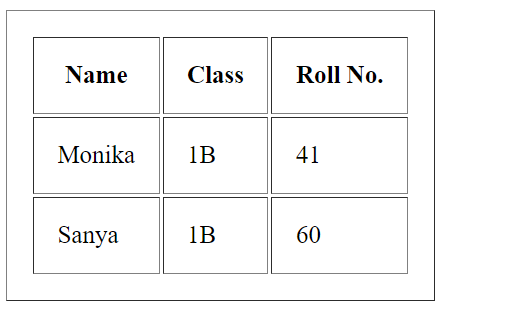 Name Class Roll No.
Monika 1B 41
Sanya 1B 60